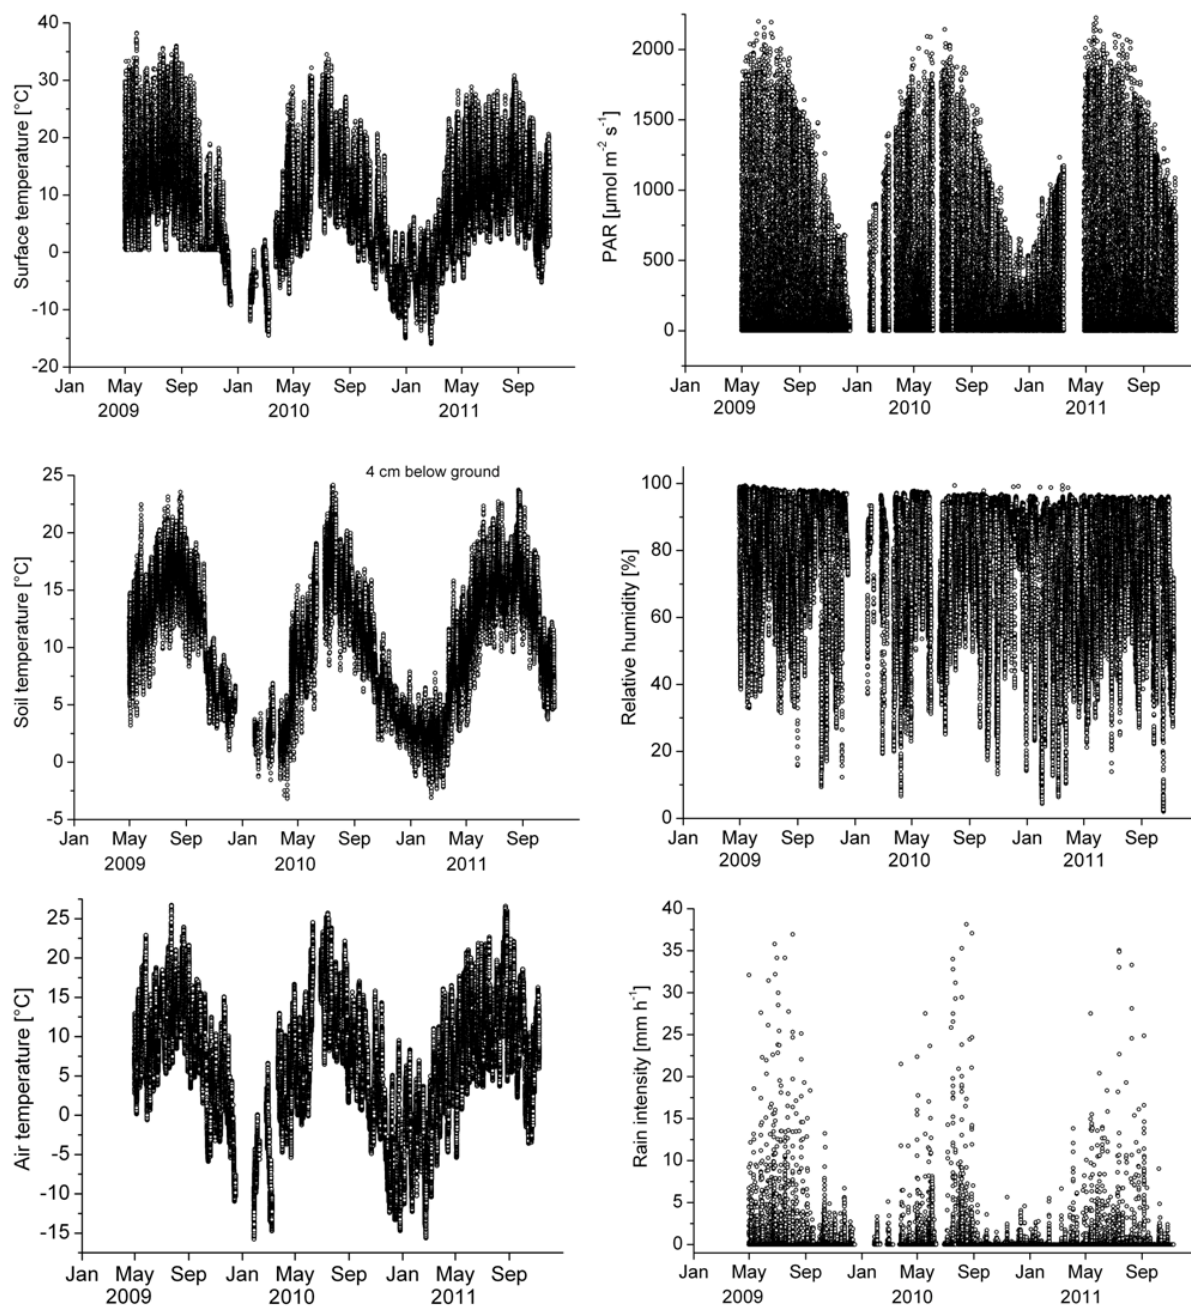 Surface temperature [°C]
40
30
20
10
0
-10
-20
Jan May Sep Jan May Sep Jan May Sep
2009 2010 2011
PAR [µmol m⁻² s⁻¹]
2000
1500
1000
500
0
Jan May Sep Jan May Sep Jan May Sep
2009 2010 2011
4 cm below ground
Soil temperature [°C]
25
20
15
10
5
0
-5
Jan May Sep Jan May Sep Jan May Sep
2009 2010 2011
Relative humidity [%]
100
80
60
40
20
0
Jan May Sep Jan May Sep Jan May Sep
2009 2010 2011
Air temperature [°C]
25
20
15
10
5
0
-5
-10
-15
Jan May Sep Jan May Sep Jan May Sep
2009 2010 2011
Rain intensity [mm h⁻¹]
40
35
30
25
20
15
10
5
0
Jan May Sep Jan May Sep Jan May Sep
2009 2010 2011